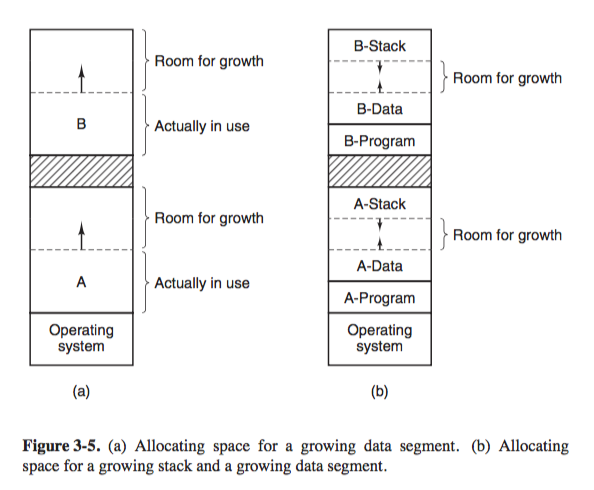 Room for growth
B
Actually in use
Room for growth
A
Actually in use
Operating
system
(a)
B-Stack
Room for growth
B-Data
B-Program
A-Stack
Room for growth
A-Data
A-Program
Operating
system
(b)
Figure 3-5. (a) Allocating space for a growing data segment. (b) Allocating
space for a growing stack and a growing data segment.